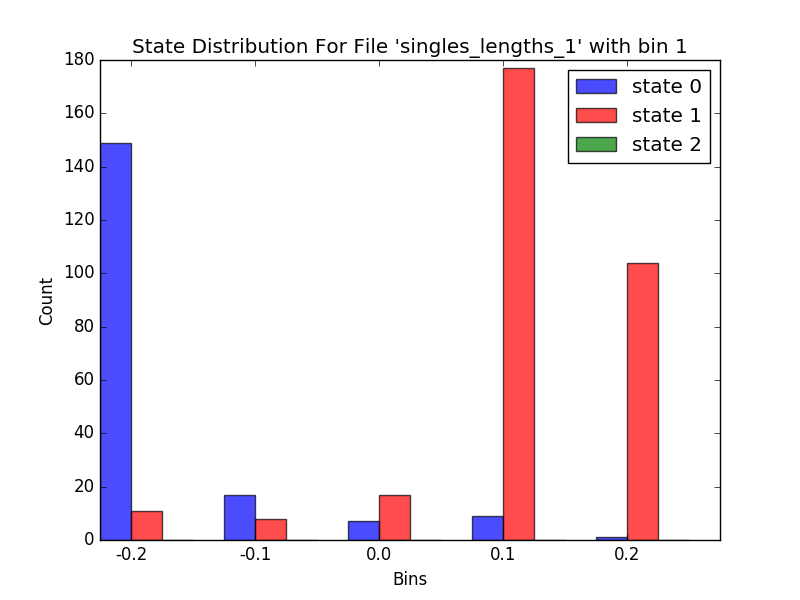 State Distribution For File 'singles_lengths_1' with bin 1
180
160
140
120
100
80
60
40
20
0
Count
state 0
state 1
state 2
-0.2 -0.1 0.0 0.1 0.2
Bins